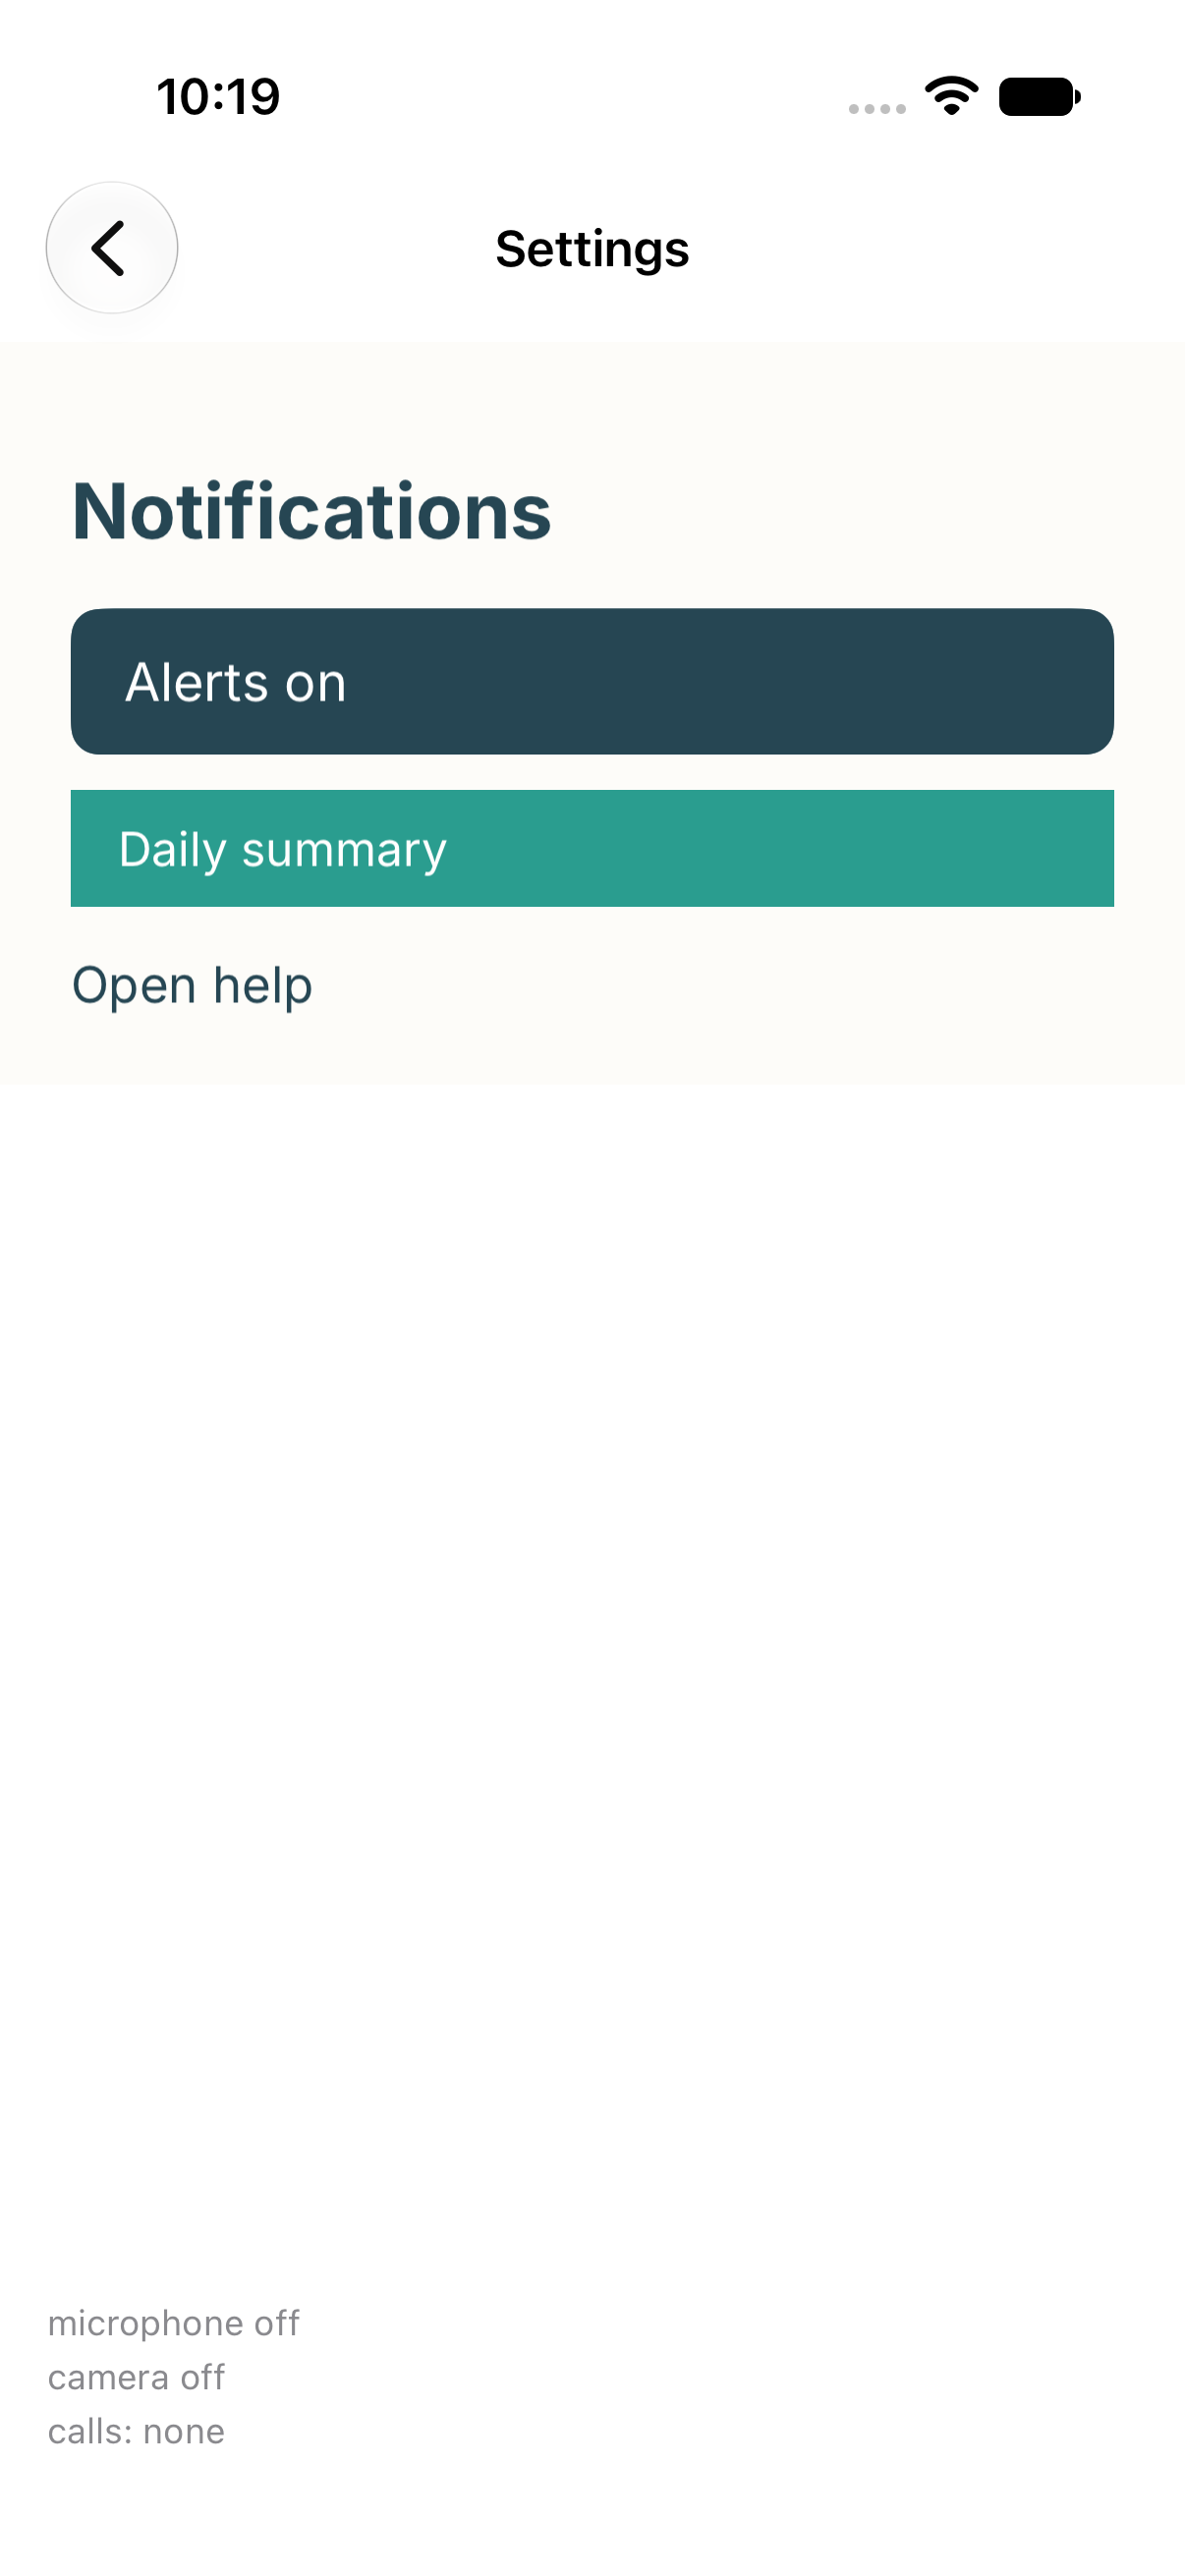 10:19
Settings
Notifications
Alerts on
Daily summary
Open help
microphone off
camera off
calls: none